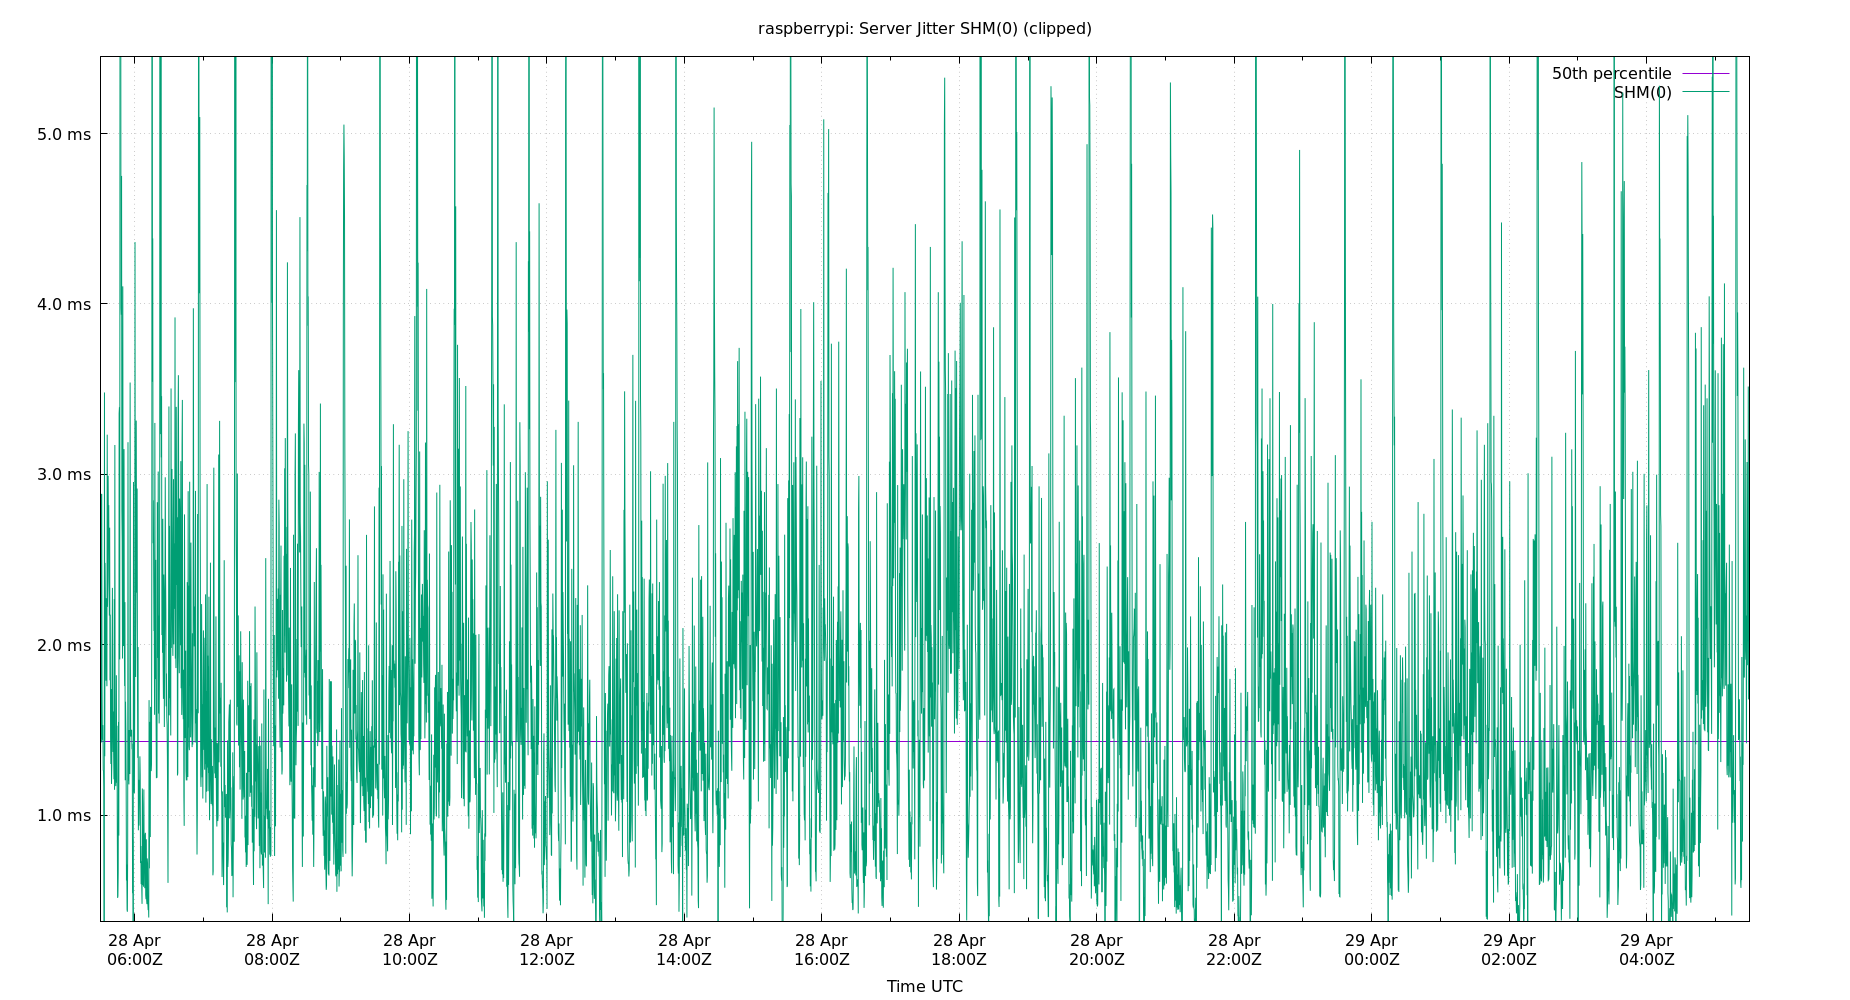 raspberrypi: Server Jitter SHM(0) (clipped)
50th percentile
SHM(0)
5.0 ms
4.0 ms
3.0 ms
2.0 ms
1.0 ms
28 Apr 28 Apr 28 Apr 28 Apr 28 Apr 28 Apr 28 Apr 28 Apr 28 Apr 29 Apr 29 Apr 29 Apr
06:00Z 08:00Z 10:00Z 12:00Z 14:00Z 16:00Z 18:00Z 20:00Z 22:00Z 00:00Z 02:00Z 04:00Z
Time UTC